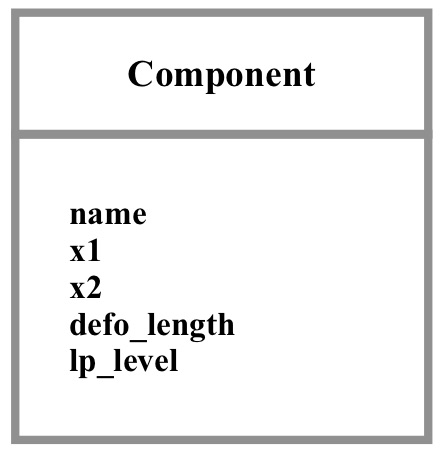 Component
name
x1
x2
defo_length
lp_level